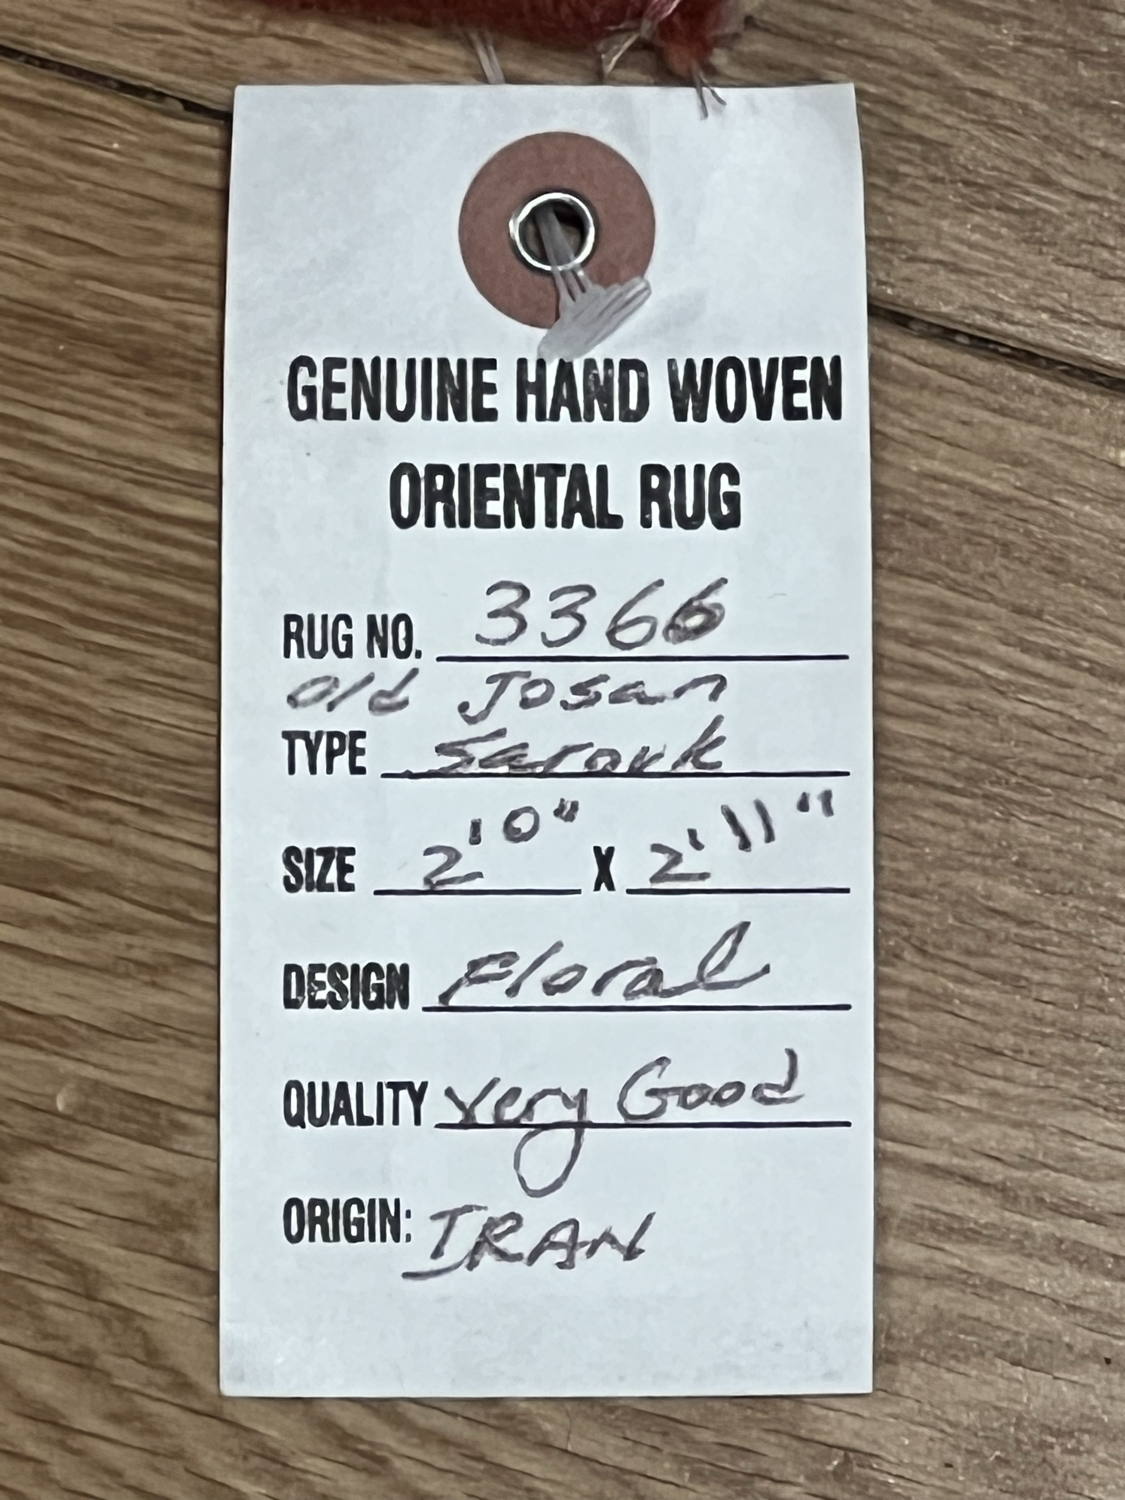 GENUINE HAND WOVEN
ORIENTAL RUG
RUG NO. 3366
old Josan
TYPE Sarouk
SIZE 2'0" X 2'11"
DESIGN Floral
QUALITY Very Good
ORIGIN: IRAN